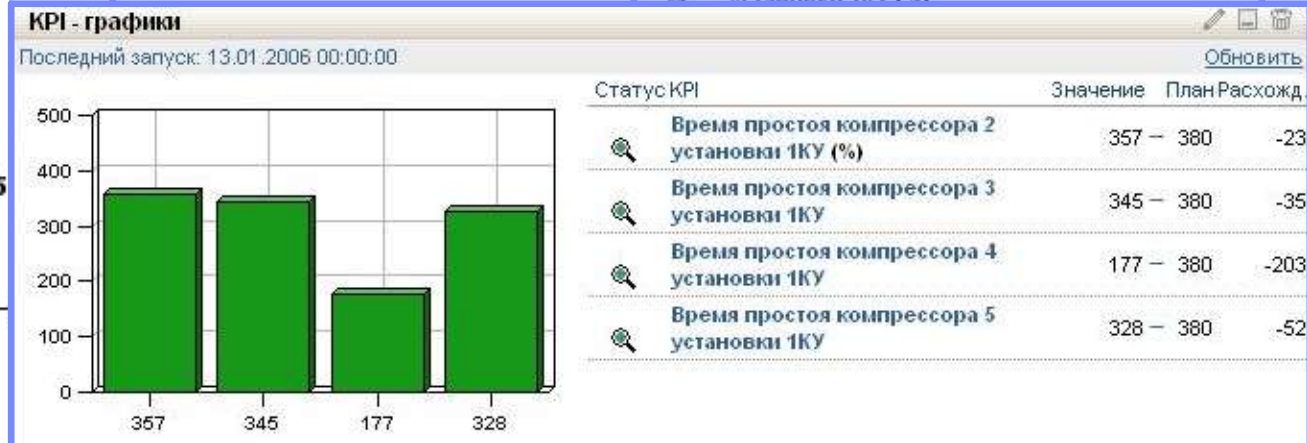 KPI - графики
Последний запуск: 13.01.2006 00:00:00 Обновить
500
400
300
200
100
0
357 345 177 328
Статус KPI Значение План Расхожд.
Время простоя компрессора 2
установки 1КУ (%)
357 – 380 -23
Время простоя компрессора 3
установки 1КУ
345 – 380 -35
Время простоя компрессора 4
установки 1КУ
177 – 380 -203
Время простоя компрессора 5
установки 1КУ
328 – 380 -52